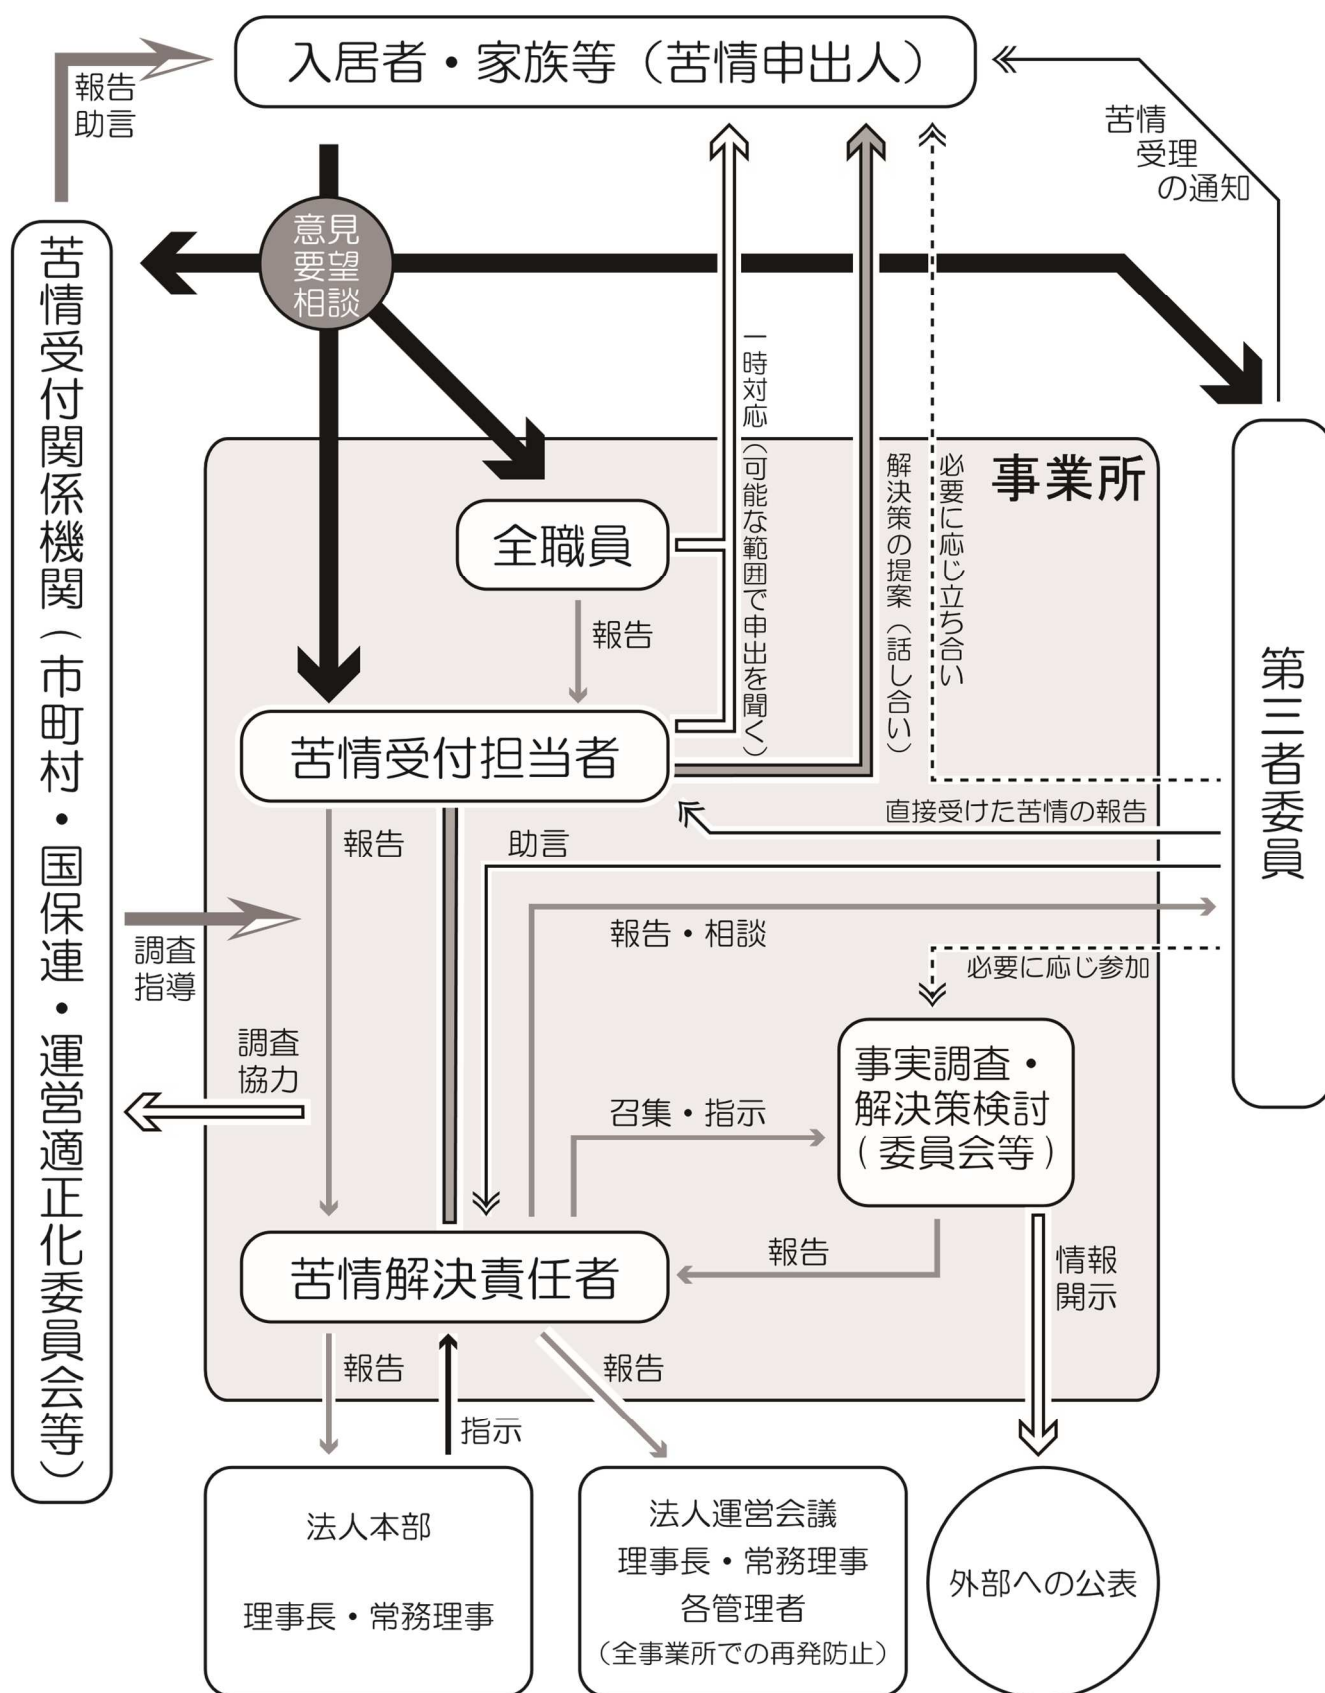 入居者・家族等（苦情申出人）
報告
助言
苦情
受理
の通知
意見
要望
相談
苦情受付関係機関（市町村・国保連・運営適正化委員会等）
事業所
一時対応（可能な範囲で申出を聞く）
解決策の提案（話し合い）
必要に応じ立ち合い
全職員
報告
第三者委員
苦情受付担当者
直接受けた苦情の報告
報告
助言
報告・相談
調査
指導
必要に応じ参加
調査
協力
事実調査・
解決策検討
（委員会等）
召集・指示
苦情解決責任者
報告
情報
開示
報告
報告
指示
法人本部
理事長・常務理事
法人運営会議
理事長・常務理事
各管理者
（全事業所での再発防止）
外部への公表